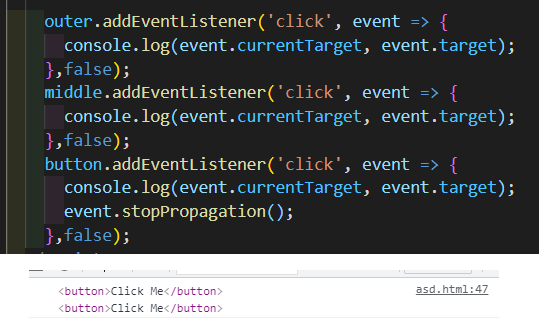 outer.addEventListener('click', event => {
  console.log(event.currentTarget, event.target);
},false);
middle.addEventListener('click', event => {
  console.log(event.currentTarget, event.target);
},false);
button.addEventListener('click', event => {
  console.log(event.currentTarget, event.target);
  event.stopPropagation();
},false);
<button>Click Me</button> asd.html:47
<button>Click Me</button>